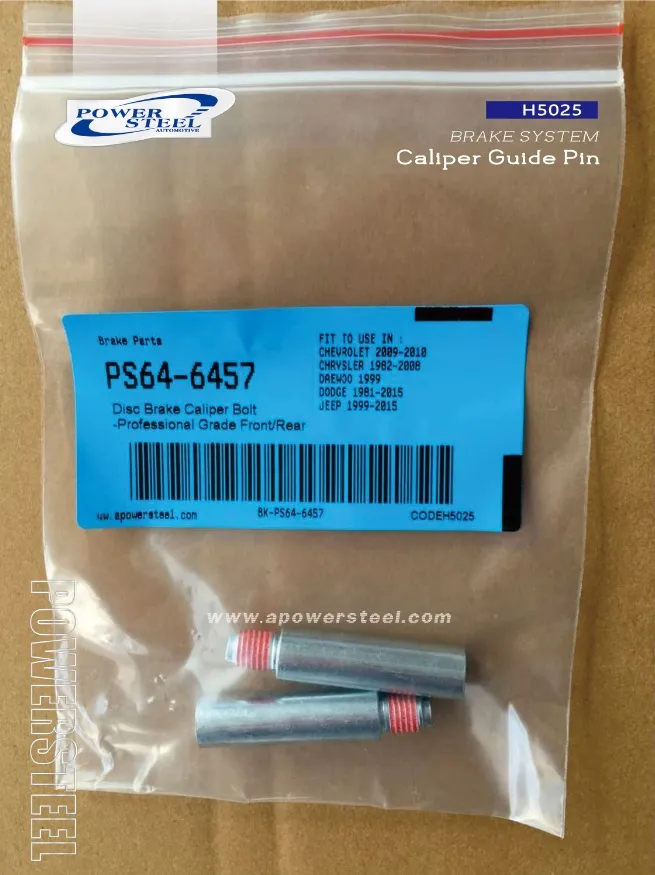 POWER
STEEL
AUTOMOTIVE
H5025
BRAKE SYSTEM
Caliper Guide Pin
Brake Parts
PS64-6457
Disc Brake Caliper Bolt
-Professional Grade Front/Rear
FIT TO USE IN :
CHEVROLET 2009-2010
CHRYSLER 1982-2008
DAEWOO 1999
DODGE 1981-2015
JEEP 1999-2015
uw.apowersteel.com
BK-PS64-6457
CODEH5025
www.apowersteel.com
POWERSTEEL